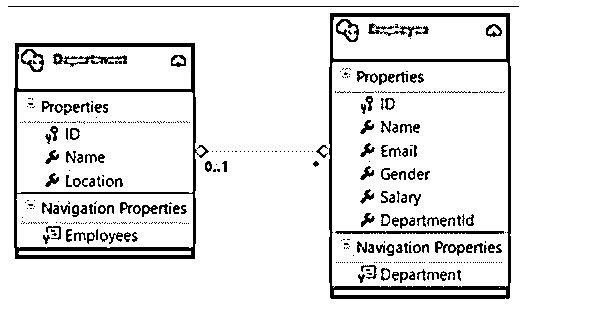 Department
Properties
ID
Name
Location
Navigation Properties
Employees
0..1
*
Employee
Properties
ID
Name
Email
Gender
Salary
DepartmentId
Navigation Properties
Department